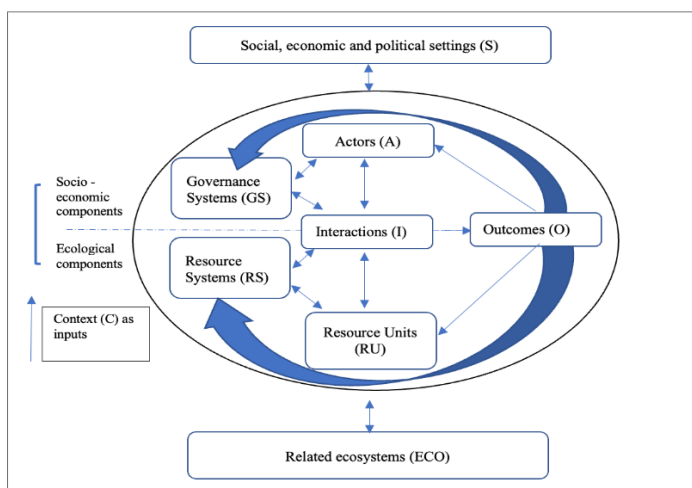 Social, economic and political settings (S)
Actors (A)
Governance
Systems (GS)
Socio -
economic
components
Interactions (I)
Outcomes (O)
Ecological
components
Resource
Systems (RS)
Context (C) as
inputs
Resource Units
(RU)
Related ecosystems (ECO)